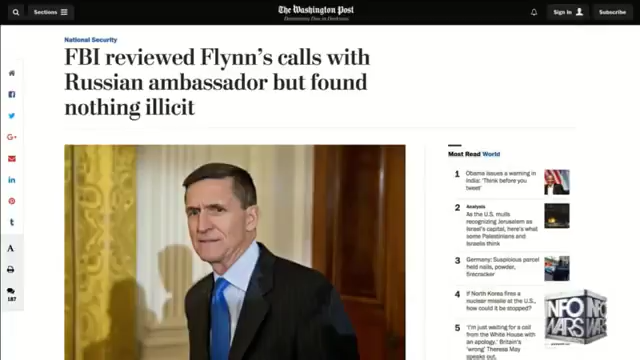 Sections
The Washington Post
Democracy Dies in Darkness
Sign In
Subscribe
National Security
FBI reviewed Flynn's calls with
Russian ambassador but found
nothing illicit
A
187
Most Read World
1 Obama issues a warning in
India: 'Think before you
tweet'
2 Analysis
As the U.S. mulls
recognizing Jerusalem as
Israel's capital, here's what
some Palestinians and
Israelis think
3 Germany: Suspicious parcel
held nails, powder,
firecracker
4 If North Korea fires a
nuclear missile at the U.S.,
how could it be stopped?
5 'I'm just waiting for a call
from the White House with
an apology,' Britain's
'wrong' Theresa May
speaks out
INFO
WARS
INFO
WARS